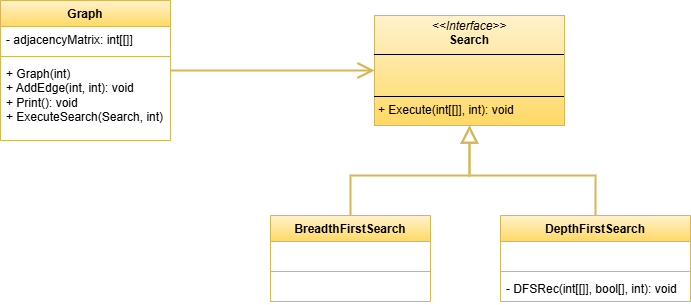 Graph
- adjacencyMatrix: int[[]]
+ Graph(int)
+ AddEdge(int, int): void
+ Print(): void
+ ExecuteSearch(Search, int)
<<Interface>>
Search
+ Execute(int[[]], int): void
BreadthFirstSearch
DepthFirstSearch
- DFSRec(int[[]], bool[], int): void